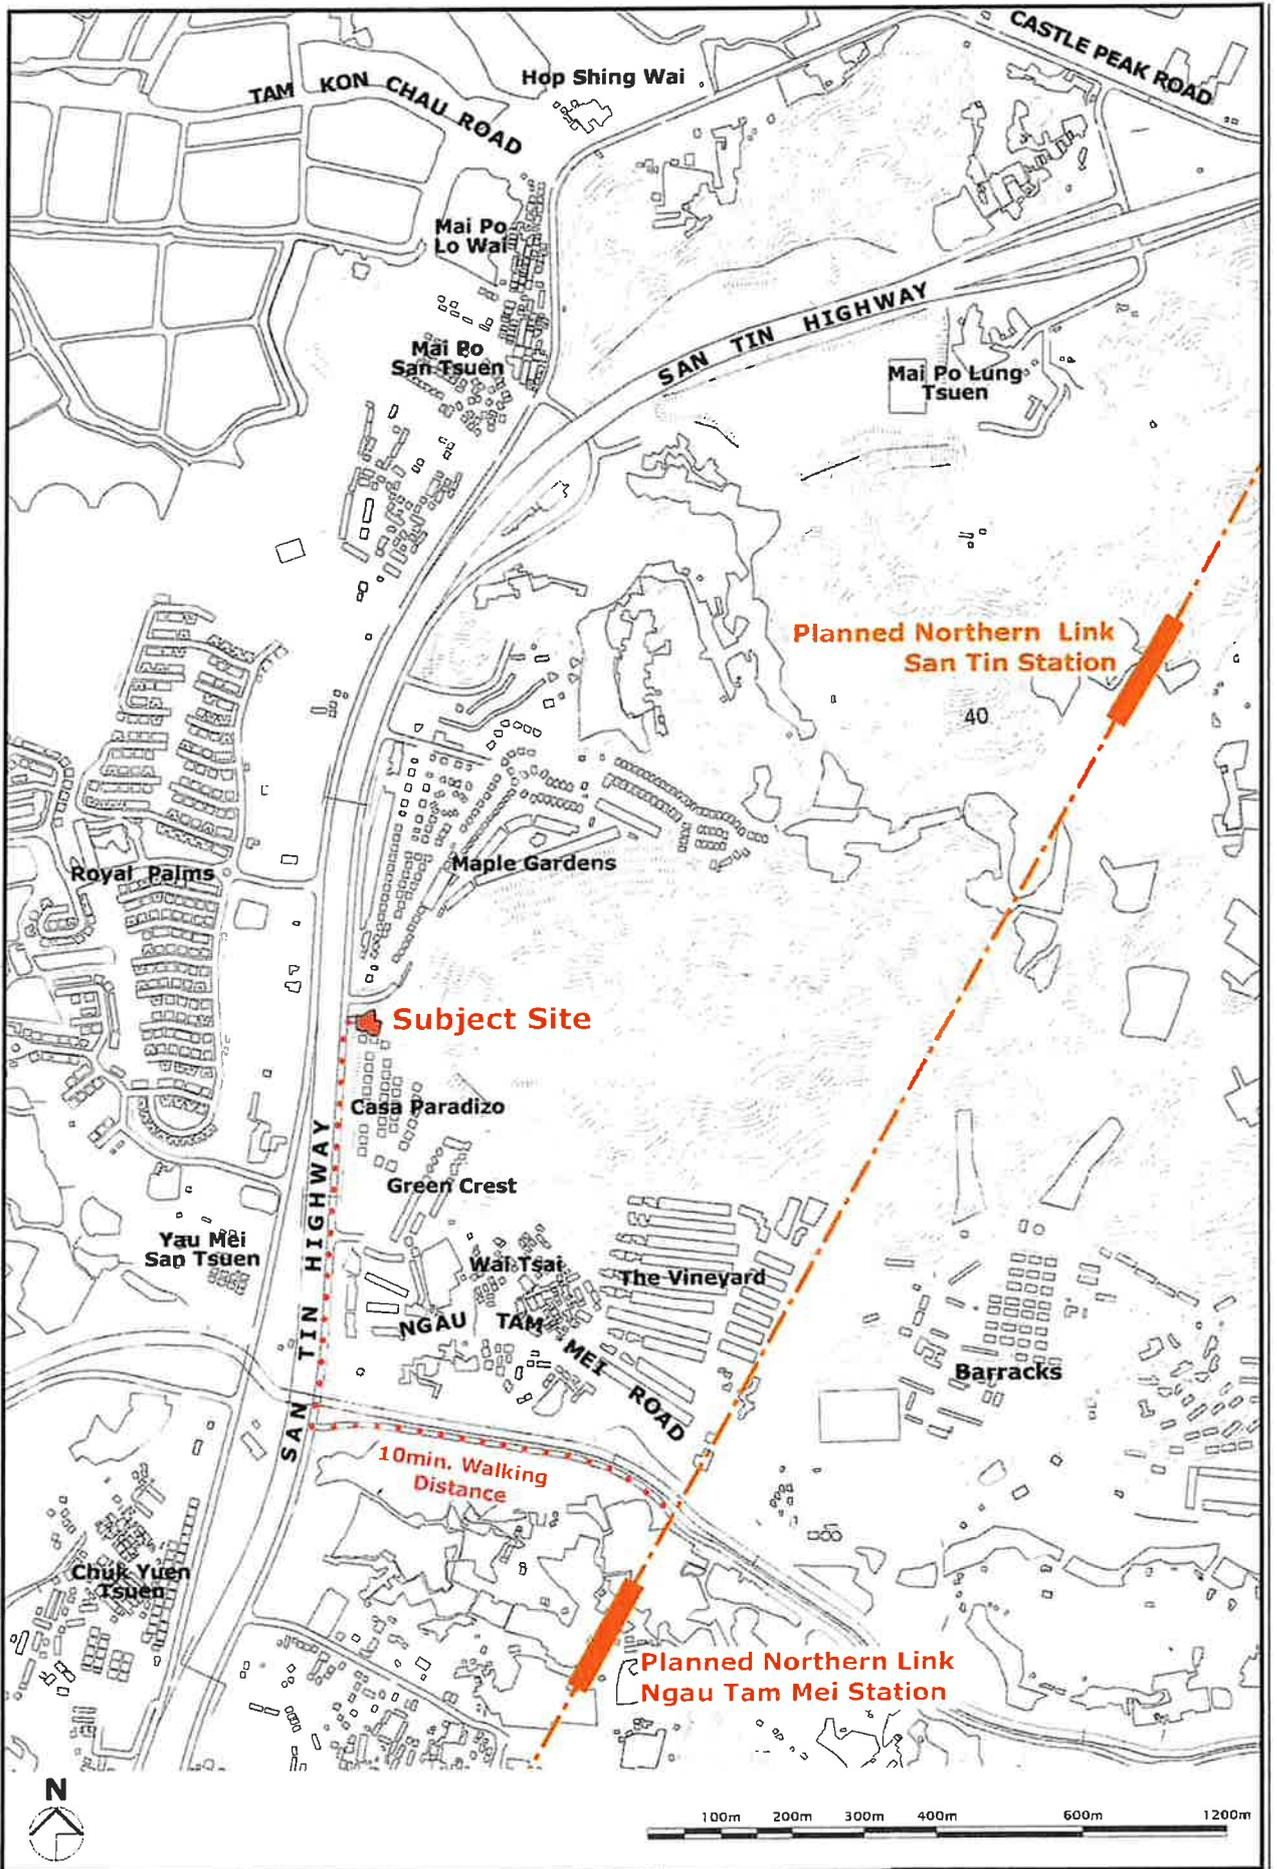 CASTLE PEAK ROAD
Hop Shing Wai
TAM KON CHAU ROAD
Mai Po
Lo Wai
SAN TIN HIGHWAY
Mai Po
San Tsuen
Mai Po Lung
Tsuen
Planned Northern Link
San Tin Station
40
Maple Gardens
Royal Palms
Subject Site
Casa Paradizo
Green Crest
SAN TIN HIGHWAY
Yau Mei
San Tsuen
Wai Tsai
The Vineyard
NGAU TAM MEI ROAD
Barracks
10min. Walking
Distance
Chuk Yuen
Tsuen
Planned Northern Link
Ngau Tam Mei Station
N
100m 200m 300m 400m 600m 1200m